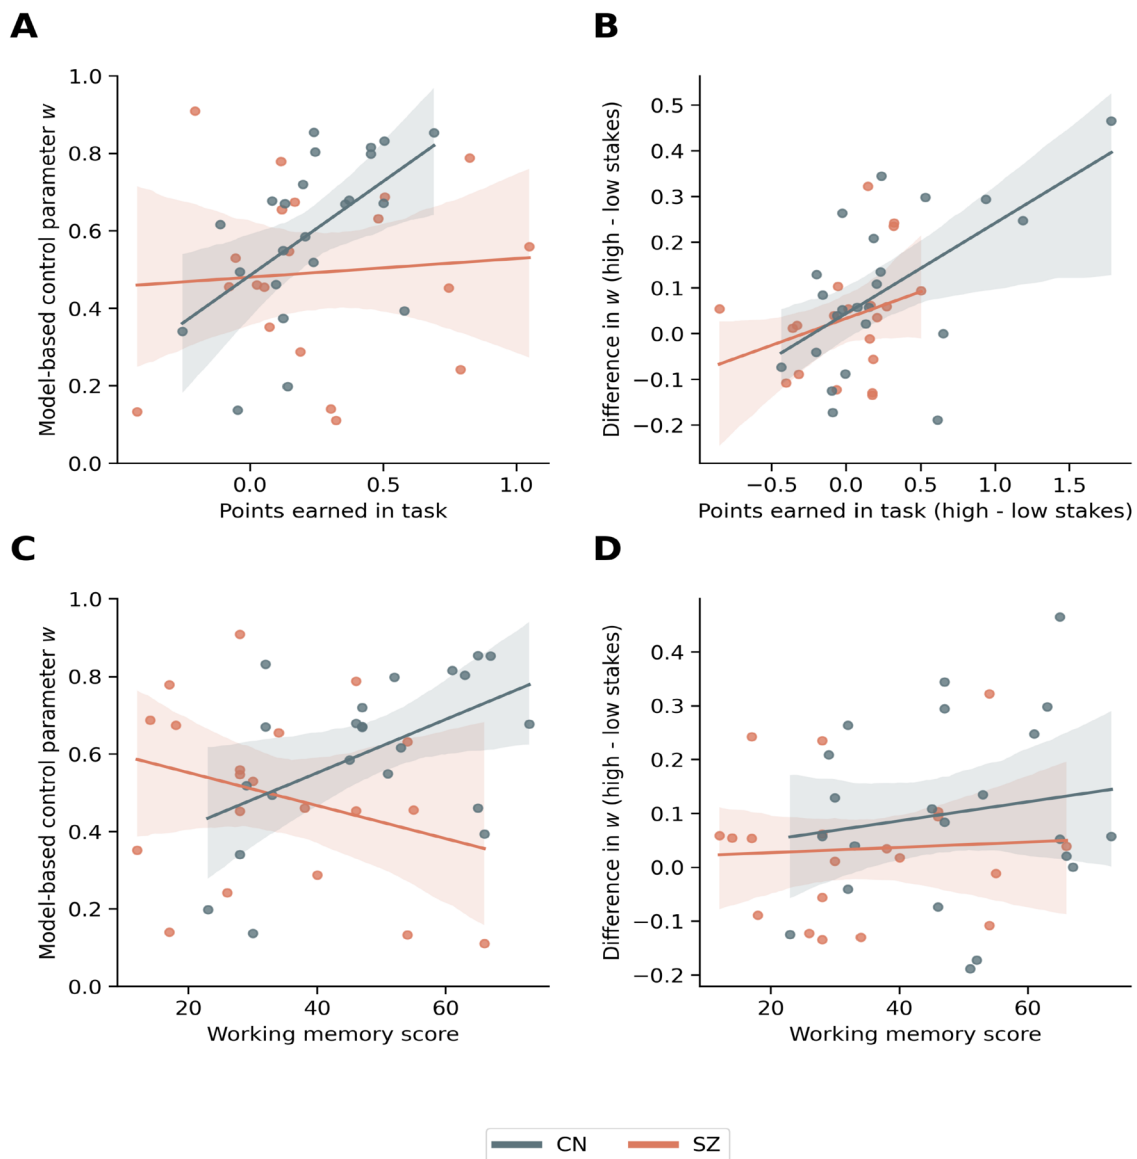 A
Model-based control parameter w
1.0
0.8
0.6
0.4
0.2
0.0
0.0
0.5
1.0
Points earned in task
B
Difference in w (high - low stakes)
0.5
0.4
0.3
0.2
0.1
0.0
−0.1
−0.2
−0.5
0.0
0.5
1.0
1.5
Points earned in task (high - low stakes)
C
Model-based control parameter w
1.0
0.8
0.6
0.4
0.2
0.0
20
40
60
Working memory score
D
Difference in w (high - low stakes)
0.4
0.3
0.2
0.1
0.0
−0.1
−0.2
20
40
60
Working memory score
CN
SZ